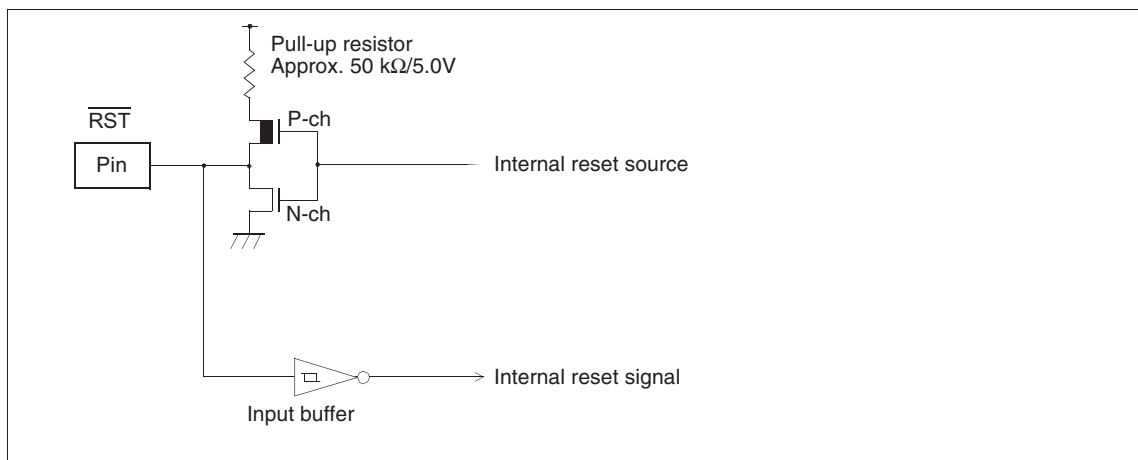 Pull-up resistor
Approx. 50 kΩ/5.0V
RST
P-ch
Pin
Internal reset source
N-ch
Internal reset signal
Input buffer